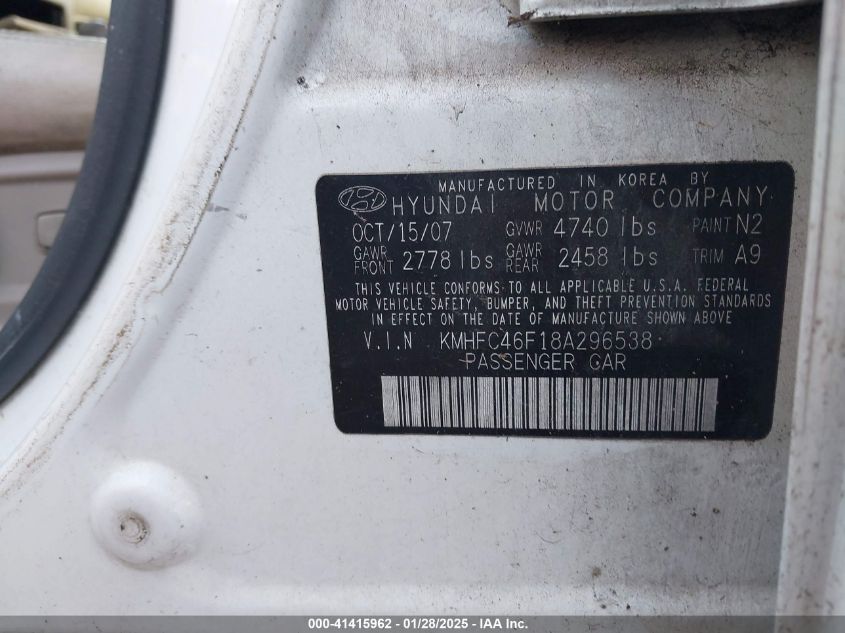 MANUFACTURED IN KOREA BY
HYUNDAI MOTOR COMPANY
OCT/15/07 GVWR 4740 lbs PAINT N2
GAWR FRONT 2778 lbs GAWR REAR 2458 lbs TRIM A9
THIS VEHICLE CONFORMS TO ALL APPLICABLE U.S.A. FEDERAL
MOTOR VEHICLE SAFETY, BUMPER, AND THEFT PREVENTION STANDARDS
IN EFFECT ON THE DATE OF MANUFACTURE SHOWN ABOVE
V.I.N KMHFC46F18A296538
PASSENGER CAR
000-41415962 - 01/28/2025 - IAA Inc.